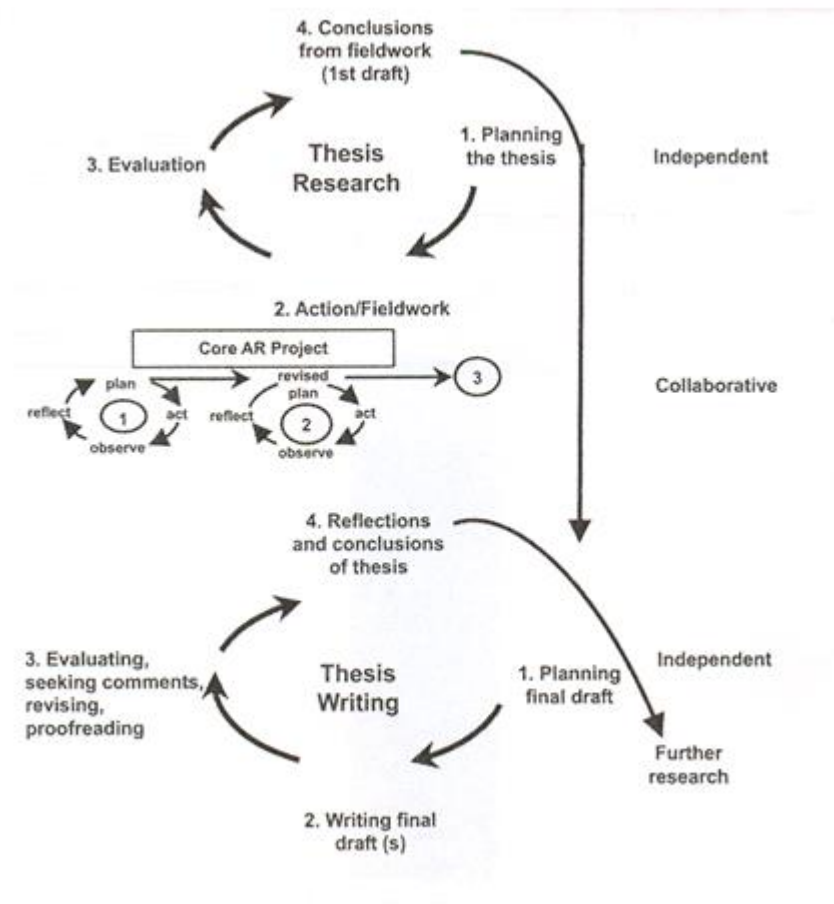 4. Conclusions
from fieldwork
(1st draft)
1. Planning
the thesis
Independent
3. Evaluation
Thesis
Research
2. Action/Fieldwork
Core AR Project
plan
revised
plan
3
Collaborative
reflect
1
act
reflect
2
act
observe
observe
4. Reflections
and conclusions
of thesis
3. Evaluating,
seeking comments,
revising,
proofreading
Thesis
Writing
1. Planning
final draft
Independent
Further
research
2. Writing final
draft (s)